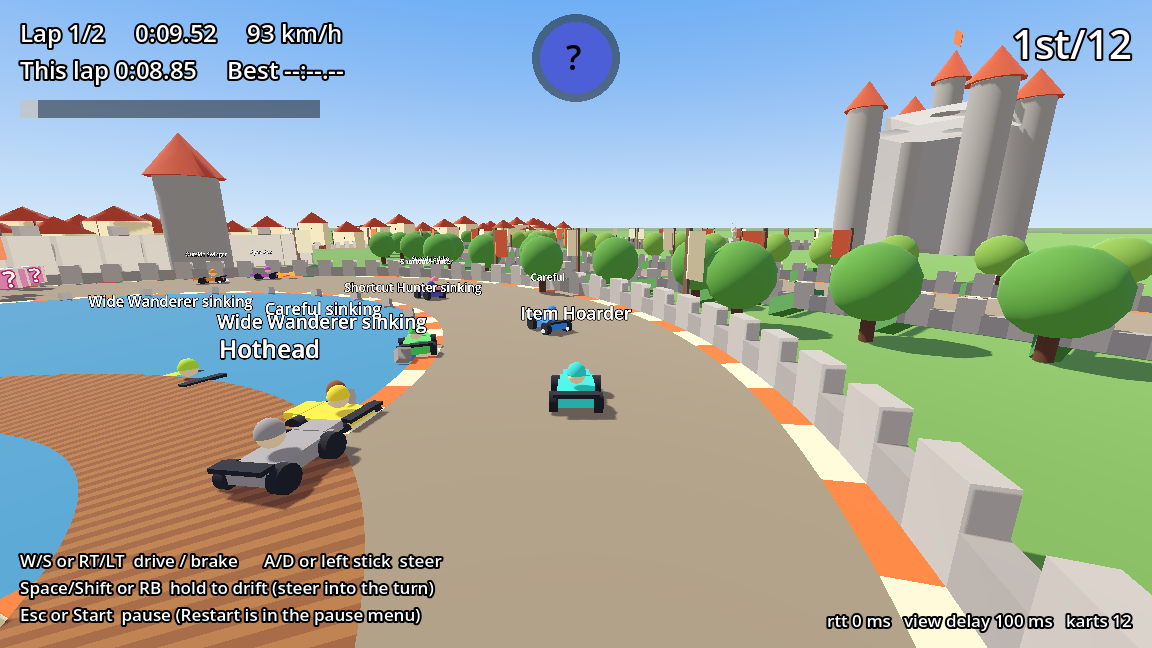 Lap 1/2 0:09.52 93 km/h
This lap 0:08.85 Best --:--.--
?
1st/12
? ?
Careful
Shortcut Hunter sinking
Wide Wanderer sinking
Careful sinking
Item Hoarder
Wide Wanderer sinking
Hothead
W/S or RT/LT drive / brake A/D or left stick steer
Space/Shift or RB hold to drift (steer into the turn)
Esc or Start pause (Restart is in the pause menu)
rtt 0 ms view delay 100 ms karts 12